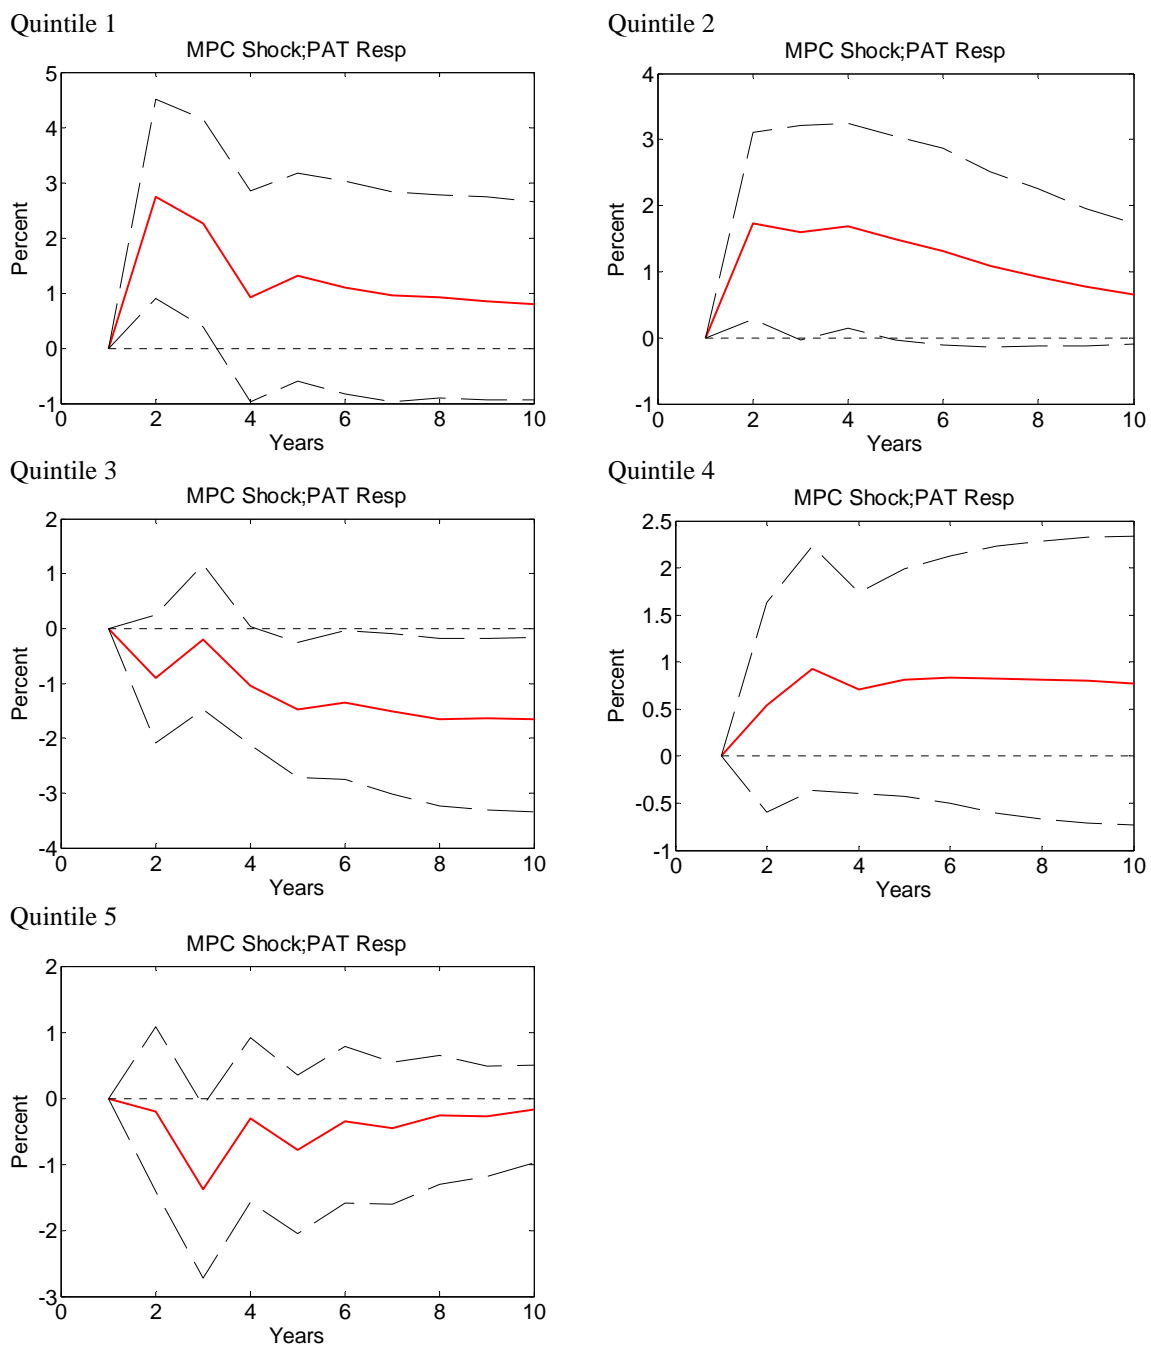 Quintile 1
MPC Shock;PAT Resp
5
4
3
2
1
0
-1
Percent
0 2 4 6 8 10
Years
Quintile 2
MPC Shock;PAT Resp
4
3
2
1
0
-1
Percent
0 2 4 6 8 10
Years
Quintile 3
MPC Shock;PAT Resp
2
1
0
-1
-2
-3
-4
Percent
0 2 4 6 8 10
Years
Quintile 4
MPC Shock;PAT Resp
2.5
2
1.5
1
0.5
0
-0.5
-1
Percent
0 2 4 6 8 10
Years
Quintile 5
MPC Shock;PAT Resp
2
1
0
-1
-2
-3
Percent
0 2 4 6 8 10
Years